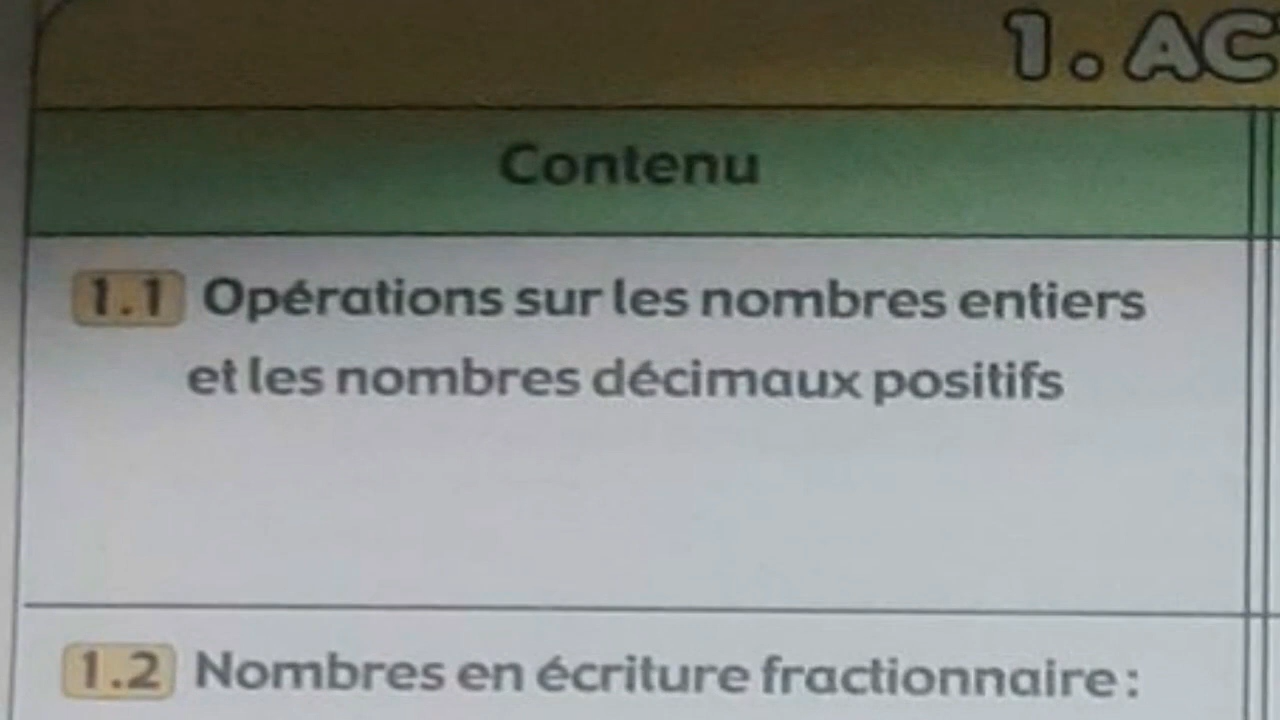 1. AC
Contenu
1.1 Opérations sur les nombres entiers
et les nombres décimaux positifs
1.2 Nombres en écriture fractionnaire :